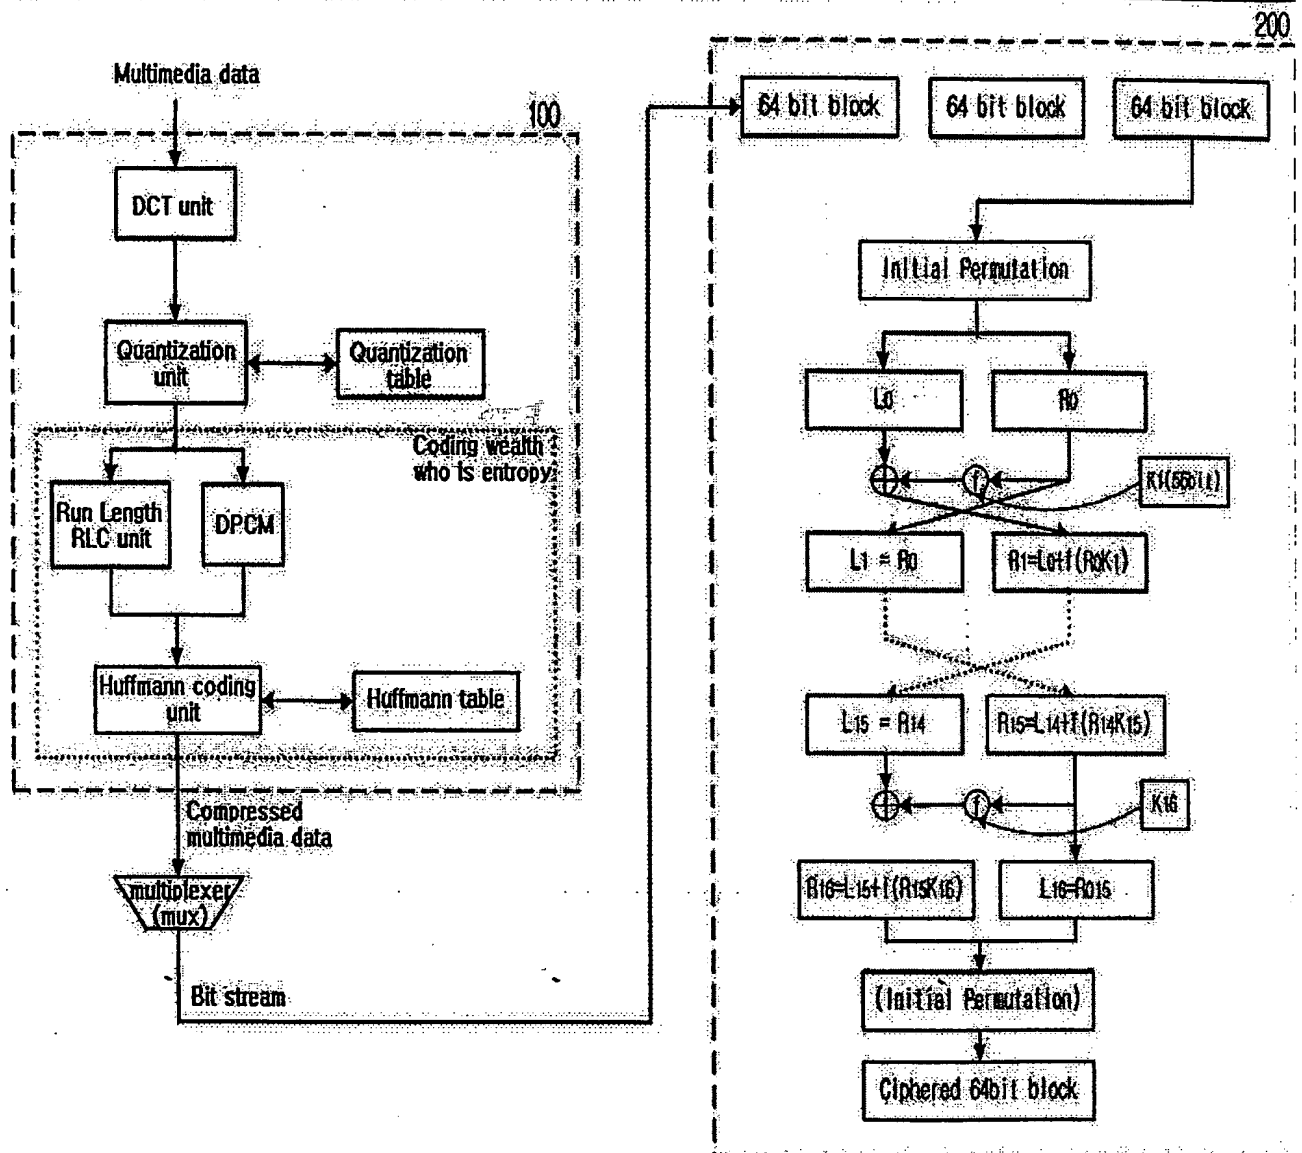 200
Multimedia data
100
64 bit block
64 bit block
64 bit block
DCT unit
Initial Permutation
Quantization
unit
Quantization
table
L0
R0
Coding wealth
who is entropy
f
K1(56bit)
Run Length
RLC unit
DPCM
L1 = R0
R1=L0+f(R0K1)
Huffmann coding
unit
Huffmann table
L15 = R14
R15=L14+f(R14K15)
f
K16
Compressed
multimedia data
multiplexer
(mux)
R16=L15+f(R15K16)
L16=R015
Bit stream
(Initial Permutation)
Ciphered 64bit block